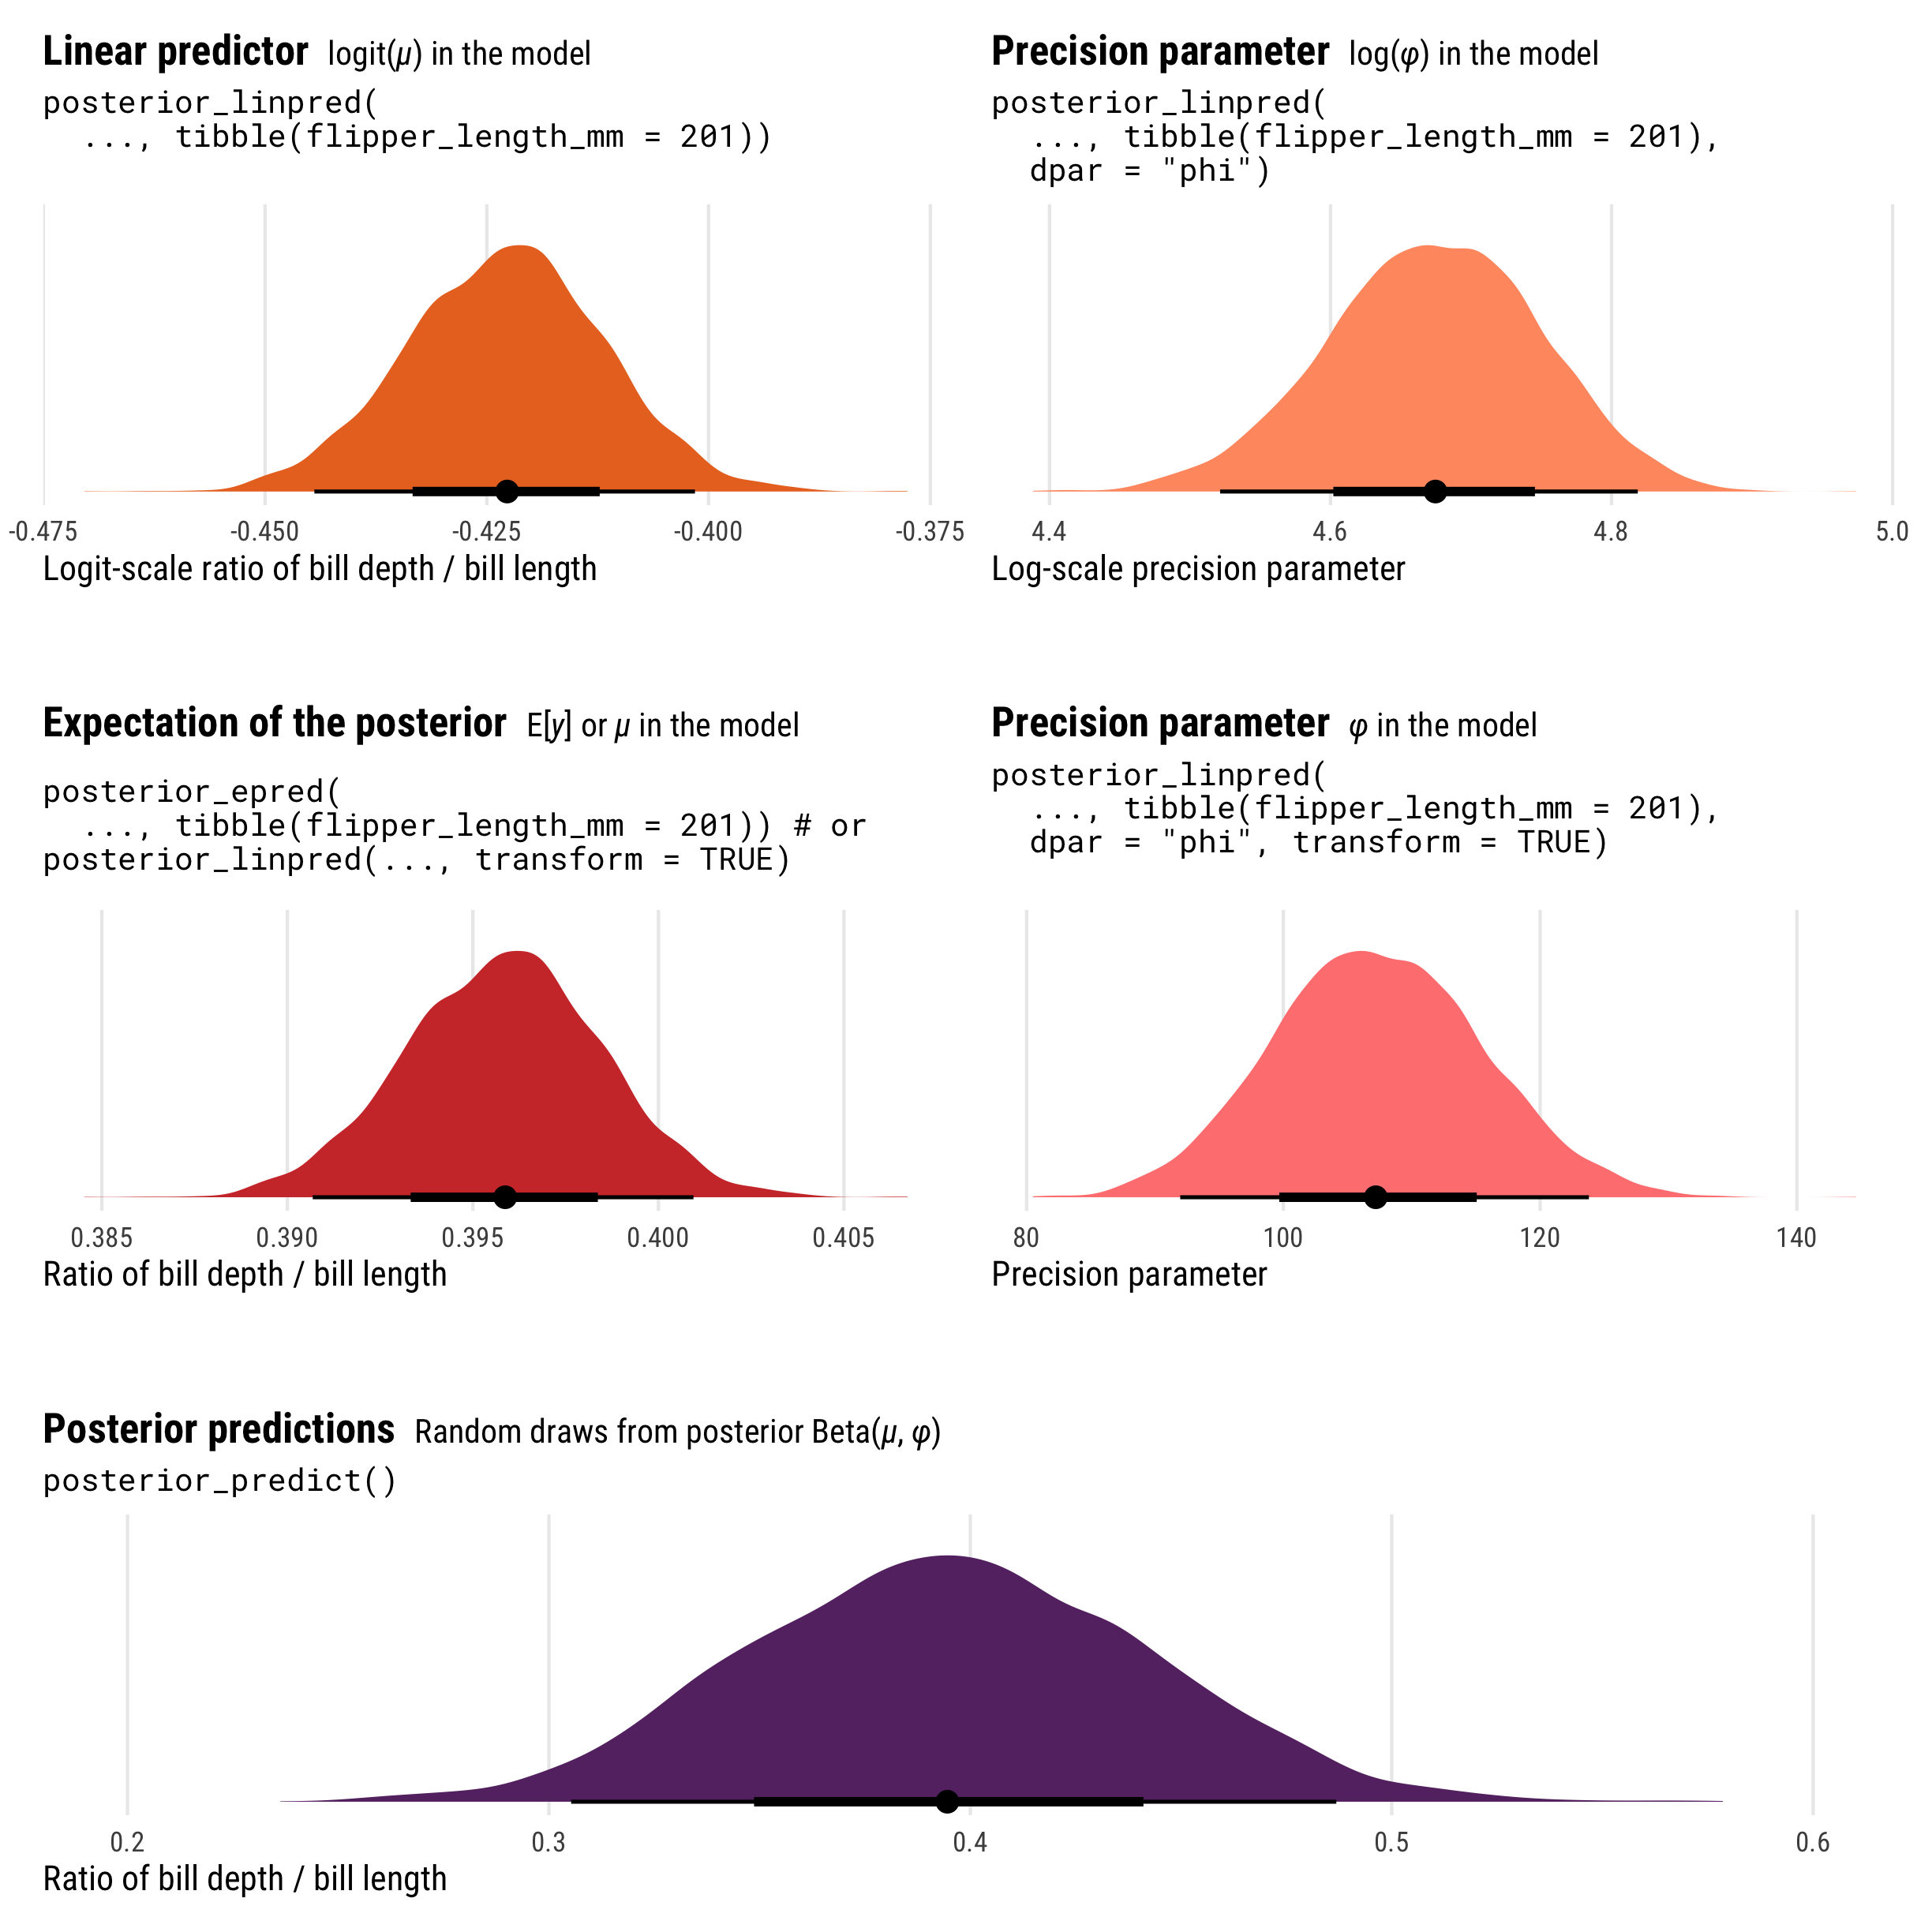 Linear predictor logit(μ) in the model
posterior_linpred(
  ..., tibble(flipper_length_mm = 201))
-0.475 -0.450 -0.425 -0.400 -0.375
Logit-scale ratio of bill depth / bill length
Precision parameter log(φ) in the model
posterior_linpred(
  ..., tibble(flipper_length_mm = 201),
  dpar = "phi")
4.4 4.6 4.8 5.0
Log-scale precision parameter
Expectation of the posterior E[y] or μ in the model
posterior_epred(
  ..., tibble(flipper_length_mm = 201)) # or
posterior_linpred(..., transform = TRUE)
0.385 0.390 0.395 0.400 0.405
Ratio of bill depth / bill length
Precision parameter φ in the model
posterior_linpred(
  ..., tibble(flipper_length_mm = 201),
  dpar = "phi", transform = TRUE)
80 100 120 140
Precision parameter
Posterior predictions Random draws from posterior Beta(μ, φ)
posterior_predict()
0.2 0.3 0.4 0.5 0.6
Ratio of bill depth / bill length